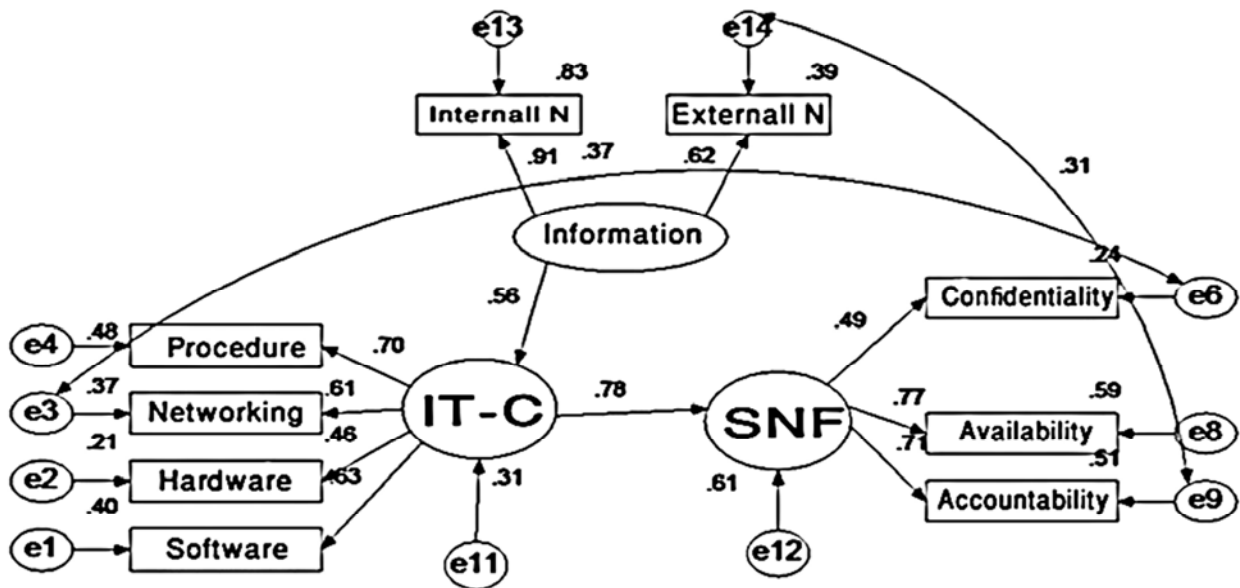 e13 e14
.83 .39
Internall N Externall N
.91 .37 .62 .31
Information
.24
.56 Confidentiality e6
.49
e4 .48 Procedure .70
.37 .61 IT-C .78 SNF .77 .59
e3 Networking Availability e8
.21 .46 .71 .51
e2 Hardware .63 .31 .61 Accountability e9
.40
e1 Software e11 e12